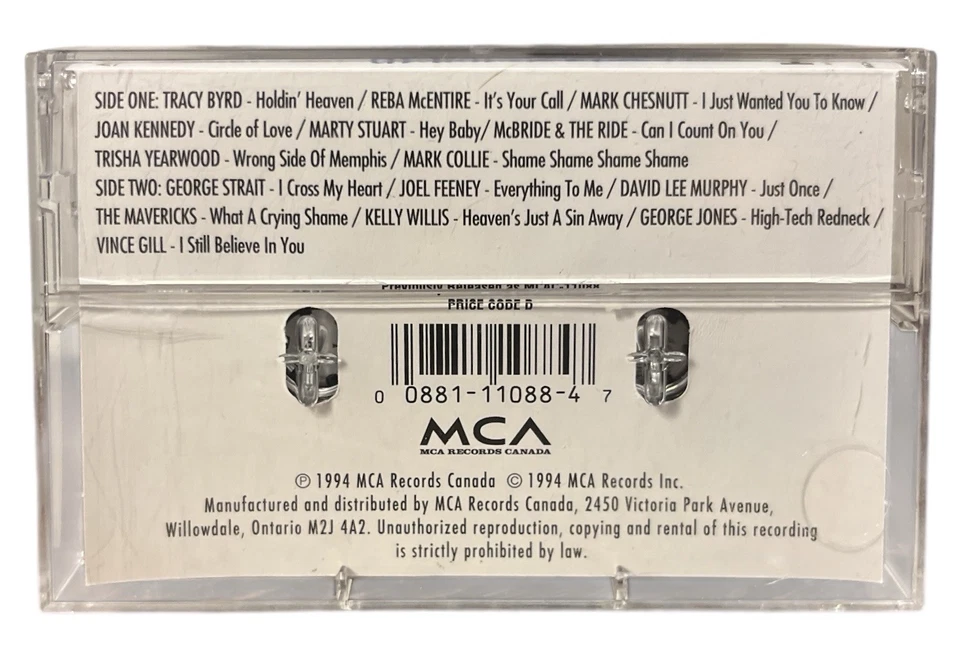 SIDE ONE: TRACY BYRD - Holdin' Heaven / REBA McENTIRE - It's Your Call / MARK CHESNUTT - I Just Wanted You To Know /
JOAN KENNEDY - Circle of Love / MARTY STUART - Hey Baby/ McBRIDE & THE RIDE - Can I Count On You /
TRISHA YEARWOOD - Wrong Side Of Memphis / MARK COLLIE - Shame Shame Shame Shame
SIDE TWO: GEORGE STRAIT - I Cross My Heart / JOEL FEENEY - Everything To Me / DAVID LEE MURPHY - Just Once /
THE MAVERICKS - What A Crying Shame / KELLY WILLIS - Heaven's Just A Sin Away / GEORGE JONES - High-Tech Redneck /
VINCE GILL - I Still Believe In You
Previously Released as MCAC-11088
PRICE CODE D
0 0881-11088-4 7
MCA
MCA RECORDS CANADA
℗ 1994 MCA Records Canada © 1994 MCA Records Inc.
Manufactured and distributed by MCA Records Canada, 2450 Victoria Park Avenue,
Willowdale, Ontario M2J 4A2. Unauthorized reproduction, copying and rental of this recording
is strictly prohibited by law.